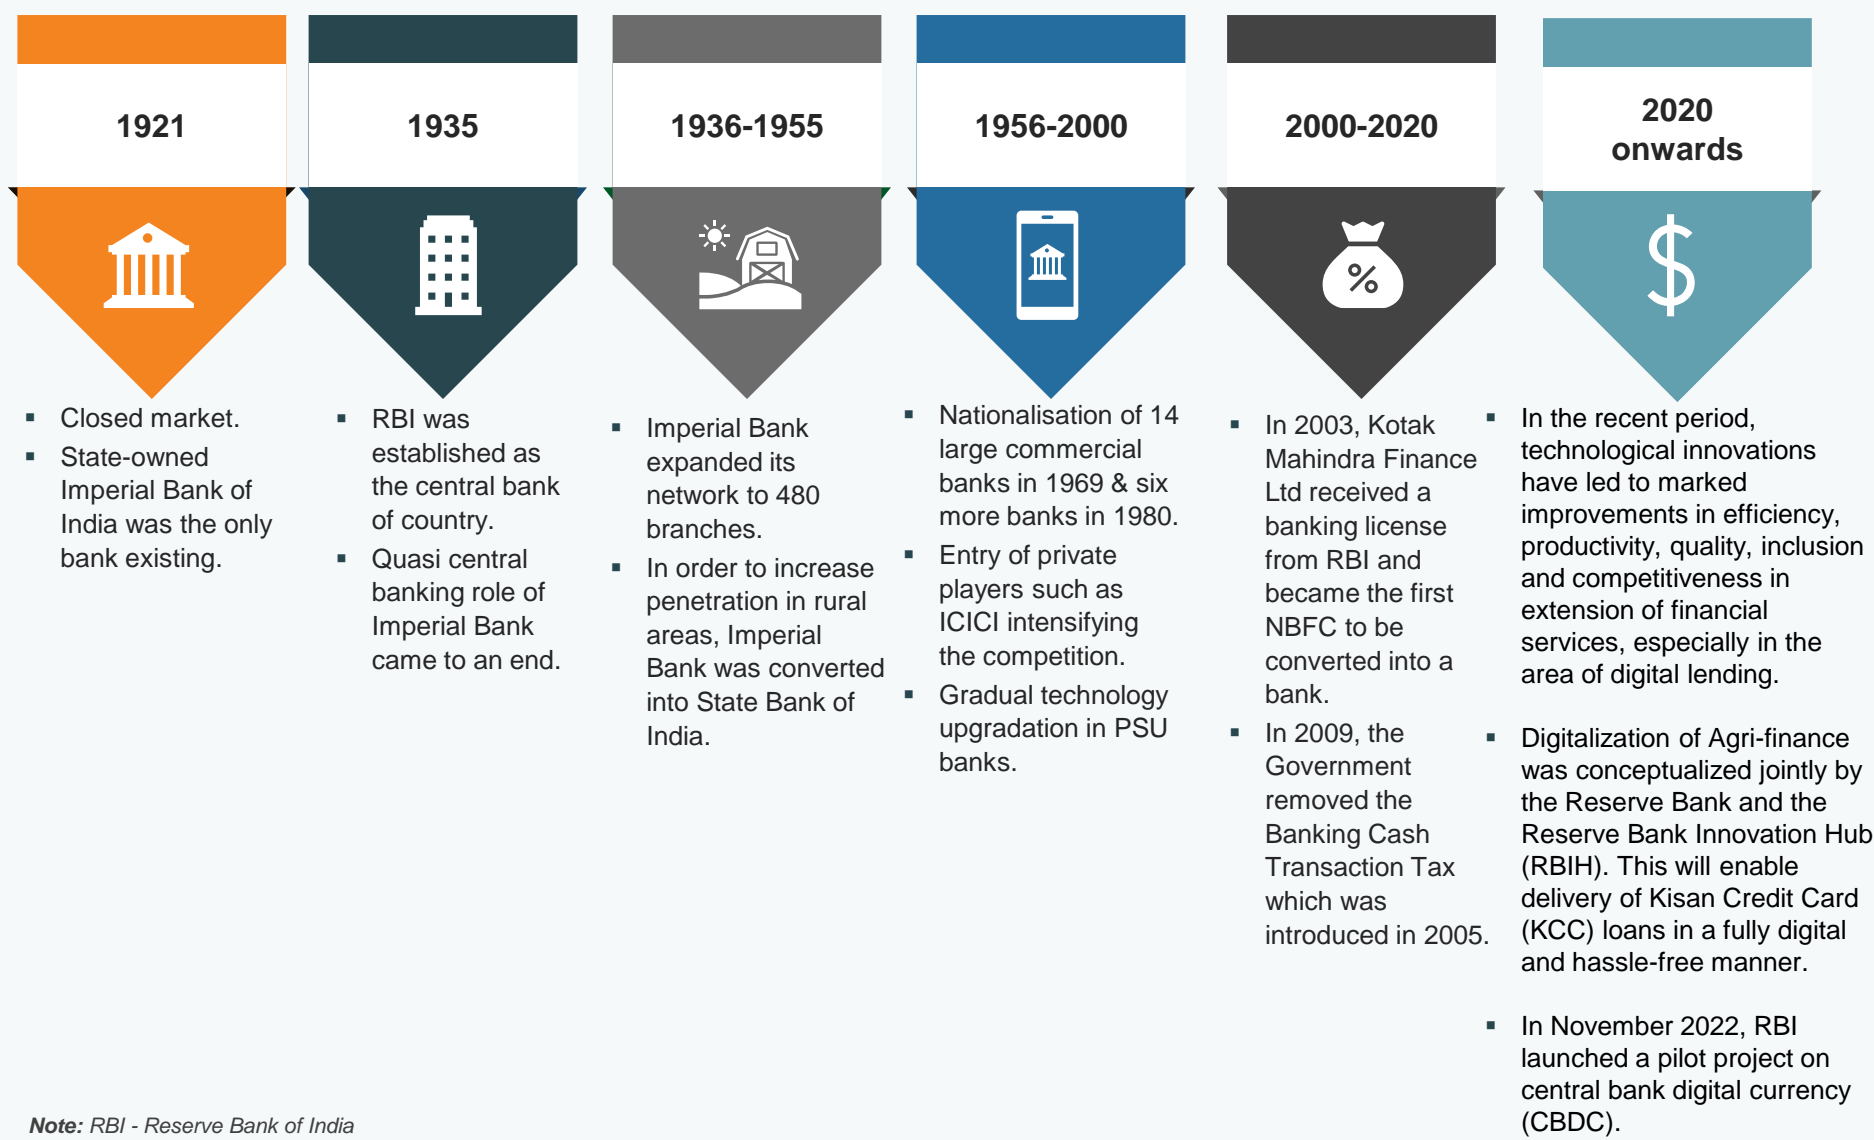 1921
▪ Closed market.
▪ State-owned
Imperial Bank of
India was the only
bank existing.
1935
▪ RBI was
established as
the central bank
of country.
▪ Quasi central
banking role of
Imperial Bank
came to an end.
1936-1955
▪ Imperial Bank
expanded its
network to 480
branches.
▪ In order to increase
penetration in rural
areas, Imperial
Bank was converted
into State Bank of
India.
1956-2000
▪ Nationalisation of 14
large commercial
banks in 1969 & six
more banks in 1980.
▪ Entry of private
players such as
ICICI intensifying
the competition.
▪ Gradual technology
upgradation in PSU
banks.
2000-2020
▪ In 2003, Kotak
Mahindra Finance
Ltd received a
banking license
from RBI and
became the first
NBFC to be
converted into a
bank.
▪ In 2009, the
Government
removed the
Banking Cash
Transaction Tax
which was
introduced in 2005.
2020
onwards
▪ In the recent period,
technological innovations
have led to marked
improvements in efficiency,
productivity, quality, inclusion
and competitiveness in
extension of financial
services, especially in the
area of digital lending.
▪ Digitalization of Agri-finance
was conceptualized jointly by
the Reserve Bank and the
Reserve Bank Innovation Hub
(RBIH). This will enable
delivery of Kisan Credit Card
(KCC) loans in a fully digital
and hassle-free manner.
▪ In November 2022, RBI
launched a pilot project on
central bank digital currency
(CBDC).
Note: RBI - Reserve Bank of India